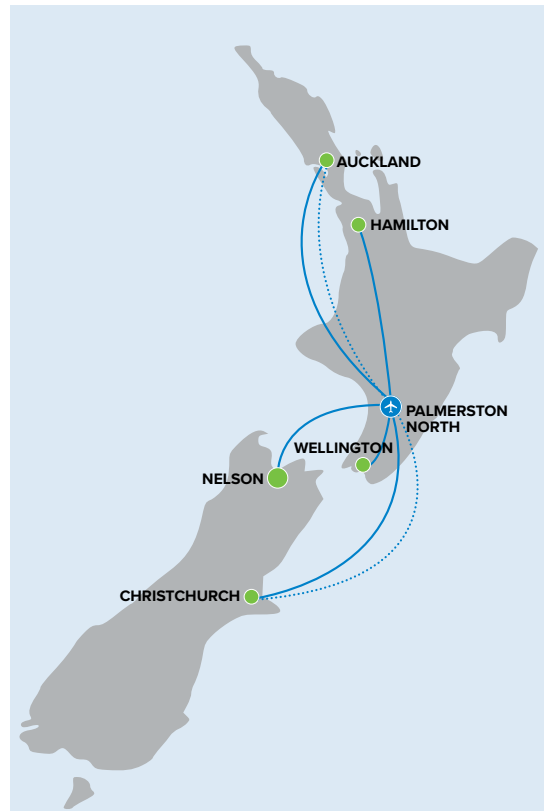 AUCKLAND
HAMILTON
PALMERSTON
NORTH
WELLINGTON
NELSON
CHRISTCHURCH